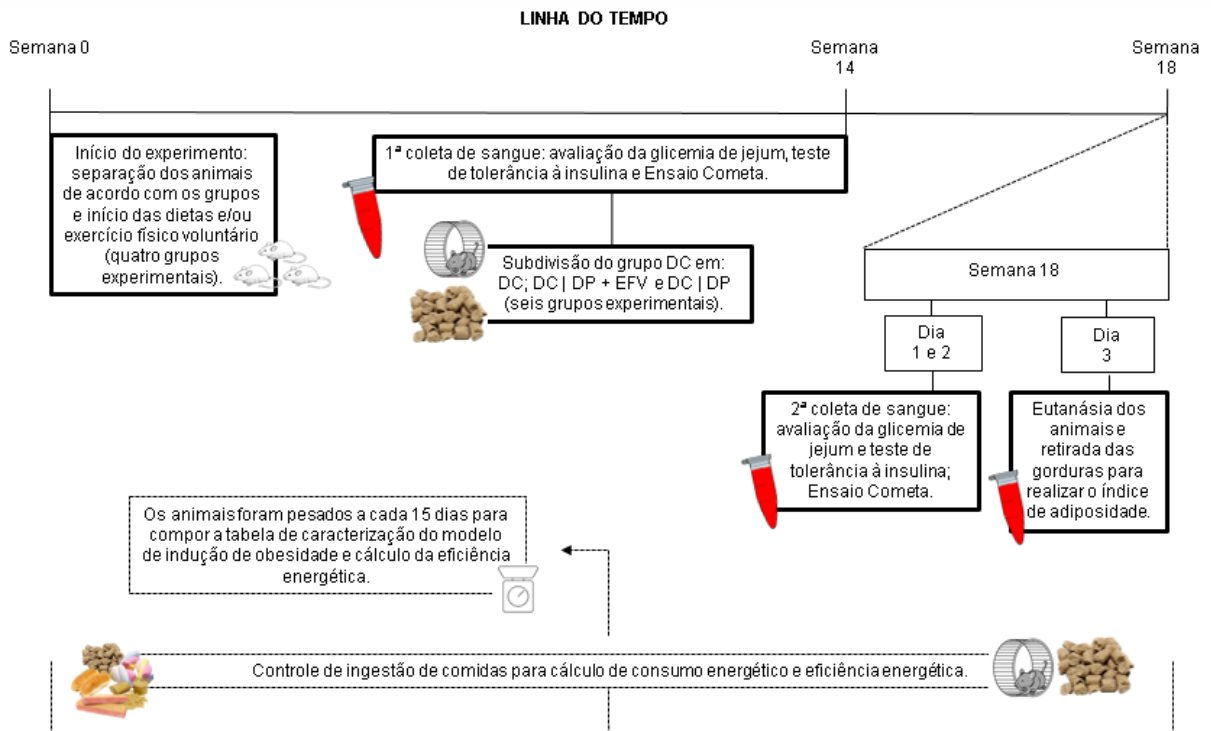 LINHA DO TEMPO
Semana 0
Semana
14
Semana
18
Início do experimento:
separação dos animais
de acordo com os grupos
e início das dietas e/ou
exercício físico voluntário
(quatro grupos
experimentais).
1ª coleta de sangue: avaliação da glicemia de jejum, teste
de tolerância à insulina e Ensaio Cometa.
Subdivisão do grupo DC em:
DC; DC | DP + EFV e DC | DP
(seis grupos experimentais).
Semana 18
Dia
1 e 2
Dia
3
2ª coleta de sangue:
avaliação da glicemia de
jejum e teste de
tolerância à insulina;
Ensaio Cometa.
Eutanásia dos
animais e
retirada das
gorduras para
realizar o índice
de adiposidade.
Os animais foram pesados a cada 15 dias para
compor a tabela de caracterização do modelo
de indução de obesidade e cálculo da eficiência
energética.
Controle de ingestão de comidas para cálculo de consumo energético e eficiência energética.